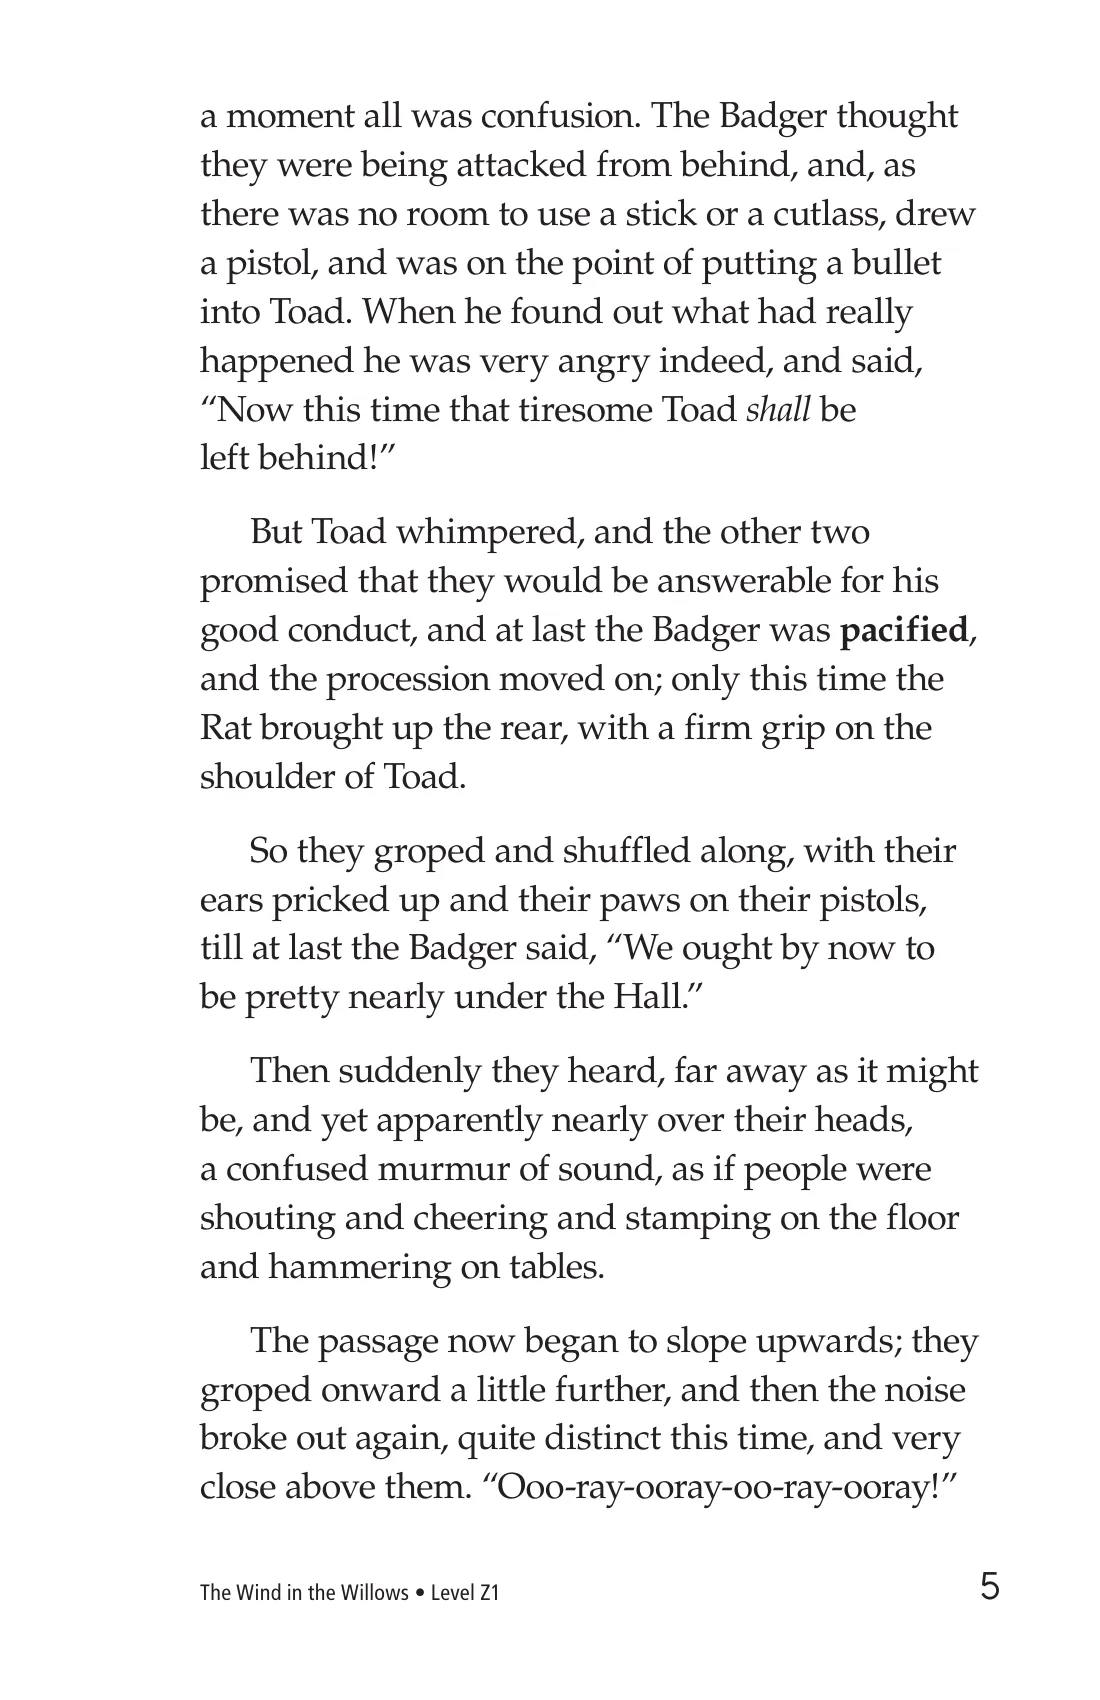 a moment all was confusion. The Badger thought
they were being attacked from behind, and, as
there was no room to use a stick or a cutlass, drew
a pistol, and was on the point of putting a bullet
into Toad. When he found out what had really
happened he was very angry indeed, and said,
“Now this time that tiresome Toad shall be
left behind!”
But Toad whimpered, and the other two
promised that they would be answerable for his
good conduct, and at last the Badger was pacified,
and the procession moved on; only this time the
Rat brought up the rear, with a firm grip on the
shoulder of Toad.
So they groped and shuffled along, with their
ears pricked up and their paws on their pistols,
till at last the Badger said, “We ought by now to
be pretty nearly under the Hall.”
Then suddenly they heard, far away as it might
be, and yet apparently nearly over their heads,
a confused murmur of sound, as if people were
shouting and cheering and stamping on the floor
and hammering on tables.
The passage now began to slope upwards; they
groped onward a little further, and then the noise
broke out again, quite distinct this time, and very
close above them. “Ooo-ray-ooray-oo-ray-ooray!”
The Wind in the Willows • Level Z1
5